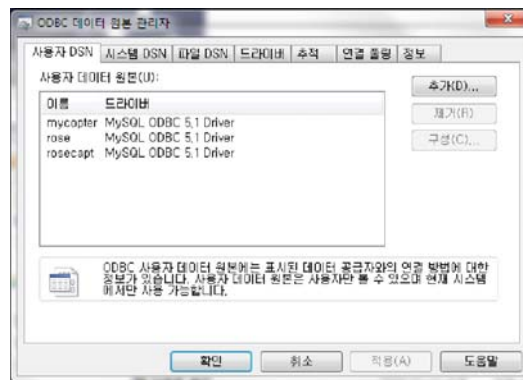 ODBC 데이터 원본 관리자
사용자 DSN 시스템 DSN 파일 DSN 드라이버 추적 연결 풀링 정보
사용자 데이터 원본(U):
추가(D)...
이름 드라이버
제거(R)
mycopter MySQL ODBC 5.1 Driver
구성(C)...
rose MySQL ODBC 5.1 Driver
rosecapt MySQL ODBC 5.1 Driver
ODBC 사용자 데이터 원본에는 표시된 데이터 공급자와의 연결 방법에 대한
정보가 있습니다. 사용자 데이터 원본은 사용자만 볼 수 있으며 현재 시스템
에서만 사용 가능합니다.
확인 취소 적용(A) 도움말